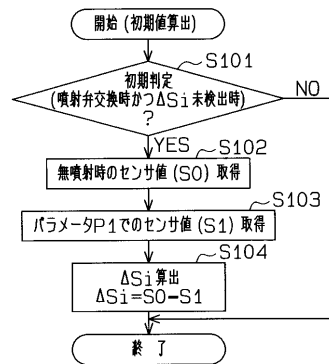 開始(初期値算出)
S101
初期判定
(噴射弁交換時かつΔSi未検出時)
?
NO
YES
S102
無噴射時のセンサ値(S0)取得
S103
パラメータP1でのセンサ値(S1)取得
S104
ΔSi算出
ΔSi=S0-S1
終了